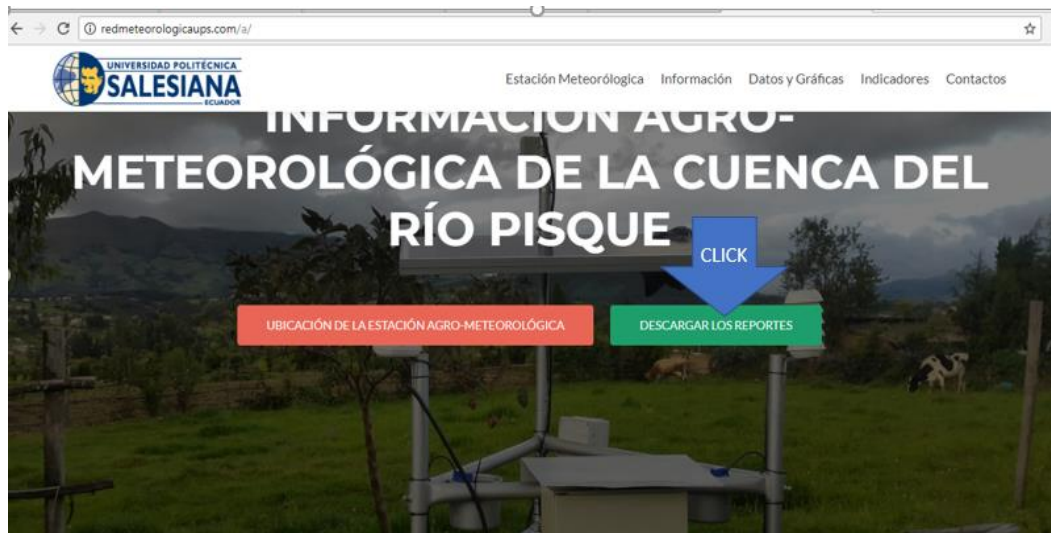 redmeteorologicaups.com/a/
UNIVERSIDAD POLITÉCNICA
SALESIANA
ECUADOR
Estación Meteorólogica Información Datos y Gráficas Indicadores Contactos
INFORMACIÓN AGRO-
METEOROLÓGICA DE LA CUENCA DEL
RÍO PISQUE
CLICK
UBICACIÓN DE LA ESTACIÓN AGRO-METEOROLÓGICA
DESCARGAR LOS REPORTES